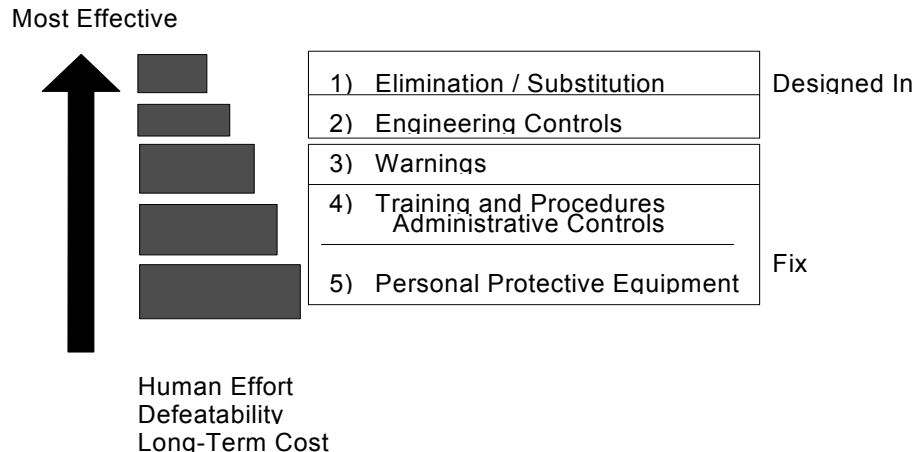 Most Effective
1) Elimination / Substitution
Designed In
2) Engineering Controls
3) Warnings
4) Training and Procedures
Administrative Controls
Fix
5) Personal Protective Equipment
Human Effort
Defeatability
Long-Term Cost